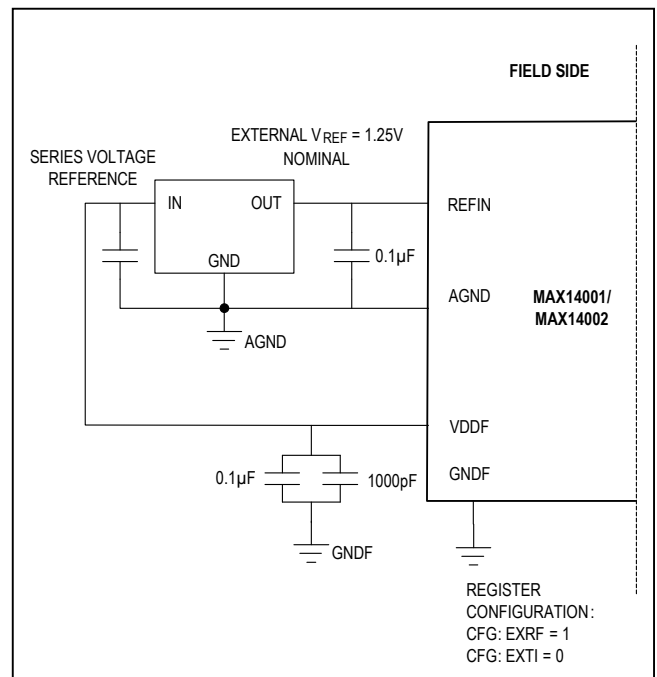 FIELD SIDE
EXTERNAL VREF = 1.25V
NOMINAL
SERIES VOLTAGE
REFERENCE
IN
OUT
GND
REFIN
0.1µF
AGND
MAX14001/
MAX14002
AGND
VDDF
GNDF
0.1µF
1000pF
GNDF
REGISTER
CONFIGURATION:
CFG: EXRF = 1
CFG: EXTI = 0